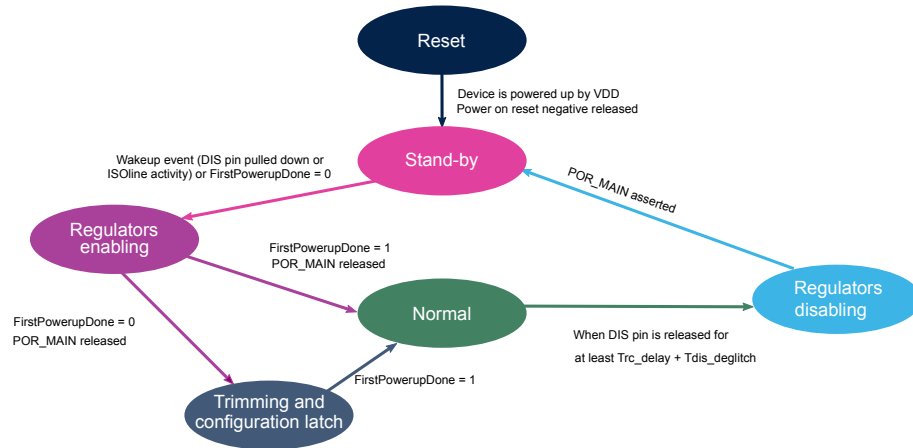 Reset
Device is powered up by VDD
Power on reset negative released
Stand-by
Wakeup event (DIS pin pulled down or
ISOline activity) or FirstPowerupDone = 0
POR_MAIN asserted
Regulators
enabling
FirstPowerupDone = 1
POR_MAIN released
Regulators
disabling
Normal
FirstPowerupDone = 0
POR_MAIN released
When DIS pin is released for
at least Trc_delay + Tdis_deglitch
FirstPowerupDone = 1
Trimming and
configuration latch